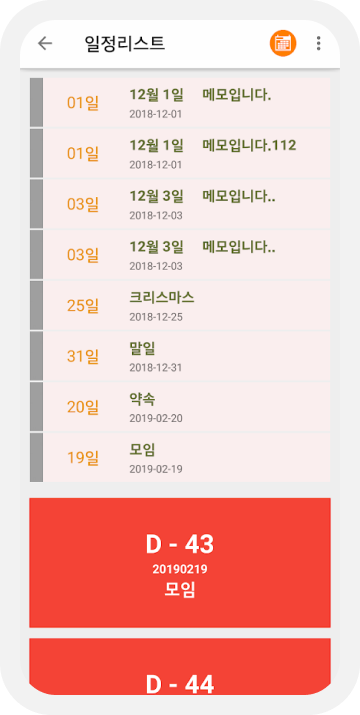 일정리스트
01일 12월 1일 메모입니다.
2018-12-01
01일 12월 1일 메모입니다.112
2018-12-01
03일 12월 3일 메모입니다..
2018-12-03
03일 12월 3일 메모입니다..
2018-12-03
25일 크리스마스
2018-12-25
31일 말일
2018-12-31
20일 약속
2019-02-20
19일 모임
2019-02-19
D - 43
20190219
모임
D - 44